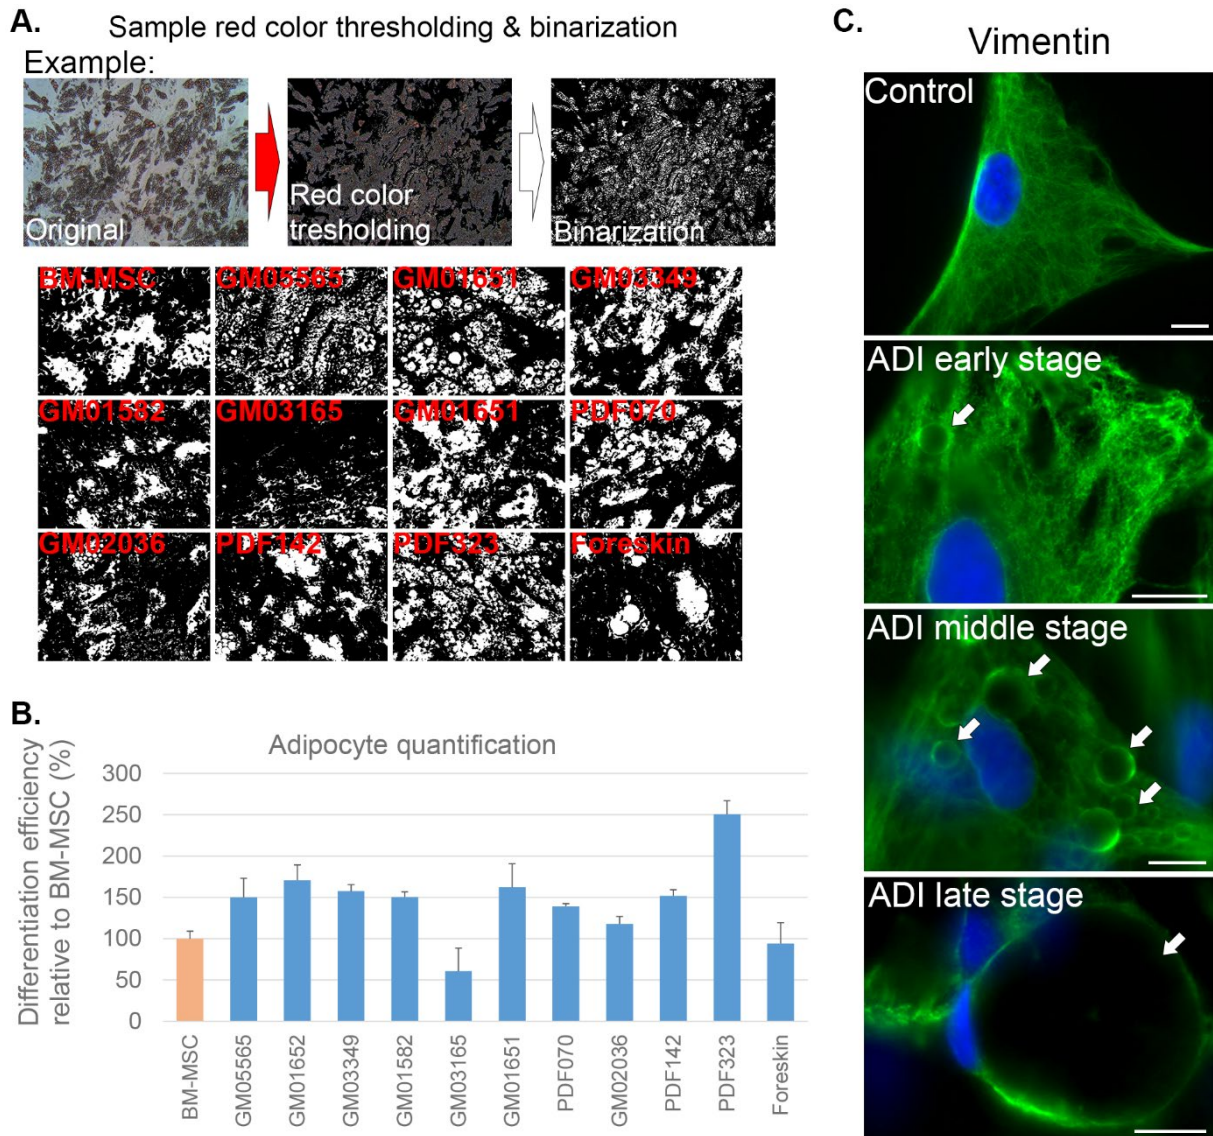 A.
Sample red color thresholding & binarization
Example:
Original
Red color
tresholding
Binarization
BM-MSC GM05565 GM01651 GM03349
GM01582 GM03165 GM01651 PDF070
GM02036 PDF142 PDF323 Foreskin
B.
Adipocyte quantification
Differentiation efficiency
relative to BM-MSC (%)
300
250
200
150
100
50
0
BM-MSC
GM05565
GM01652
GM03349
GM01582
GM03165
GM01651
PDF070
GM02036
PDF142
PDF323
Foreskin
C.
Vimentin
Control
ADI early stage
ADI middle stage
ADI late stage